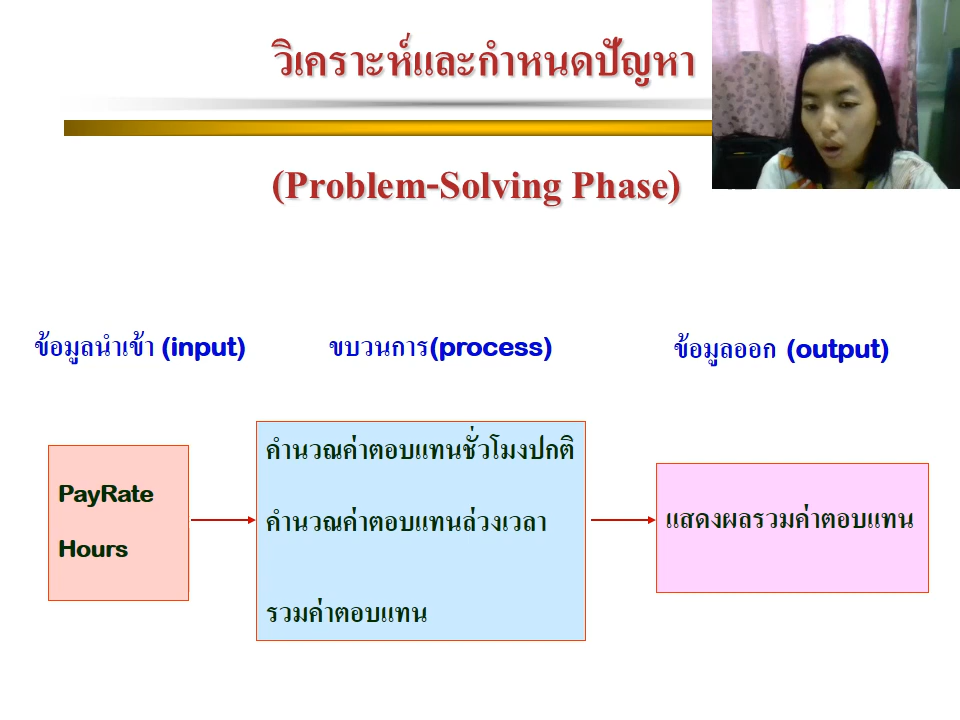 วิเคราะห์และกำหนดปัญหา
(Problem-Solving Phase)
ข้อมูลนำเข้า (input)
ขบวนการ(process)
ข้อมูลออก (output)
PayRate
Hours
คำนวณค่าตอบแทนชั่วโมงปกติ
คำนวณค่าตอบแทนล่วงเวลา
รวมค่าตอบแทน
แสดงผลรวมค่าตอบแทน